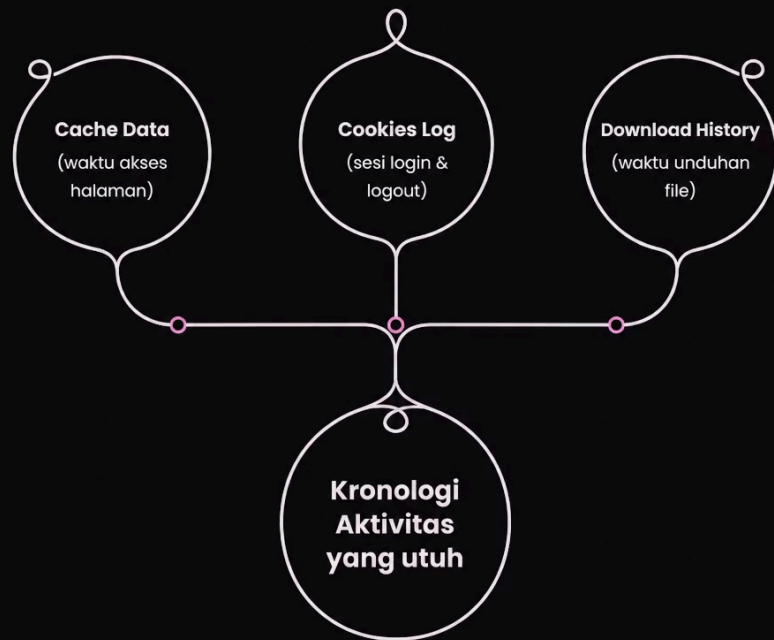 Cache Data
(waktu akses
halaman)
Cookies Log
(sesi login &
logout)
Download History
(waktu unduhan
file)
Kronologi
Aktivitas
yang utuh